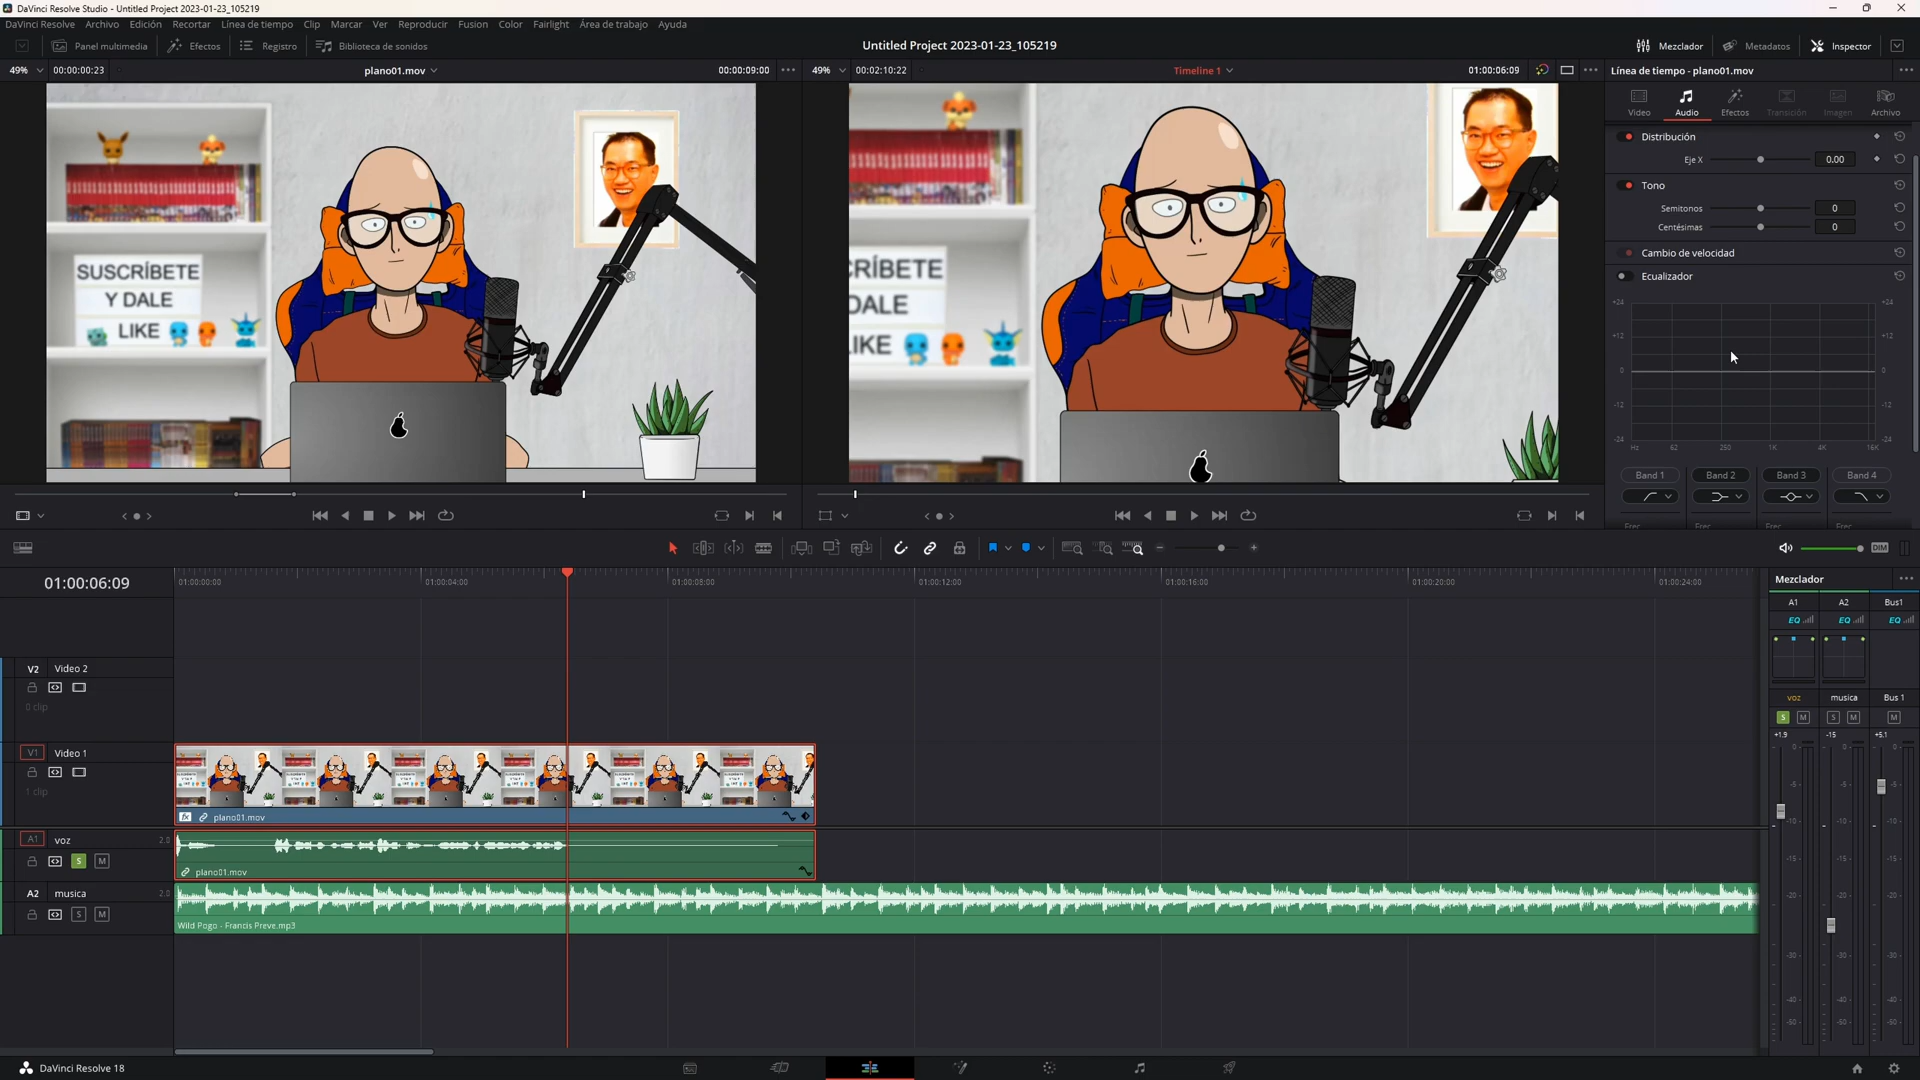 DaVinci Resolve Studio - Untitled Project 2023-01-23_105219
DaVinci Resolve Archivo Edición Recortar Línea de tiempo Clip Marcar Ver Reproducir Fusion Color Fairlight Área de trabajo Ayuda
Panel multimedia Efectos Registro Biblioteca de sonidos
Untitled Project 2023-01-23_105219
Mezclador Metadatos Inspector
49% 00:00:00:23 plano01.mov 00:00:09:00
49% 00:02:10:22 Timeline 1 01:00:06:09
Línea de tiempo - plano01.mov
Video Audio Efectos Transición Imagen Archivo
Distribución
Eje X 0.00
Tono
Semitonos 0
Centésimas 0
Cambio de velocidad
Ecualizador
+24 +24
+12 +12
0 0
-12 -12
-24 -24
Hz 62 250 1K 4K 16K
Band 1 Band 2 Band 3 Band 4
Frec Frec Frec Frec
SUSCRÍBETE
Y DALE
LIKE
CRÍBETE
DALE
IKE
DIM
01:00:06:09
01:00:00:00 01:00:04:00 01:00:08:00 01:00:12:00 01:00:16:00 01:00:20:00 01:00:24:00
V2 Video 2
0 clip
V1 Video 1
1 clip
fx plano01.mov
A1 voz 2.0
S M
plano01.mov
A2 musica 2.0
S M
Wild Pogo - Francis Preve.mp3
Mezclador
A1 A2 Bus1
EQ EQ EQ
voz musica Bus 1
S M S M M
+1.9 -15 +5.1
0 0 0
-5 -5 -5
-10 -10 -10
-15 -15 -15
-20 -20 -20
-30 -30 -30
-40 -40 -40
-50 -50 -50
DaVinci Resolve 18